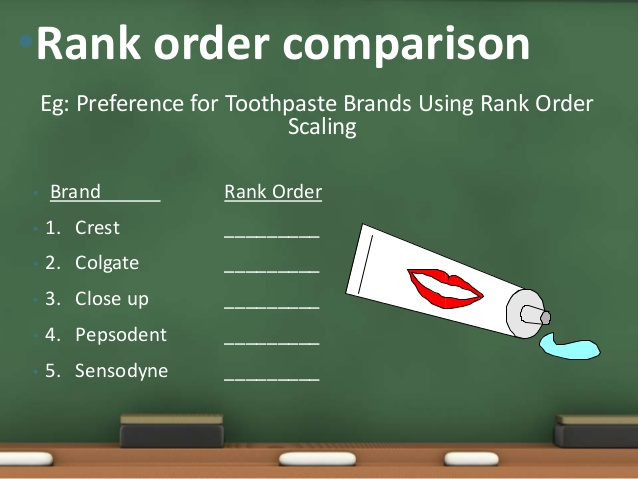 •Rank order comparison
Eg: Preference for Toothpaste Brands Using Rank Order
Scaling
• Brand Rank Order
• 1. Crest _________
• 2. Colgate _________
• 3. Close up _________
• 4. Pepsodent _________
• 5. Sensodyne _________